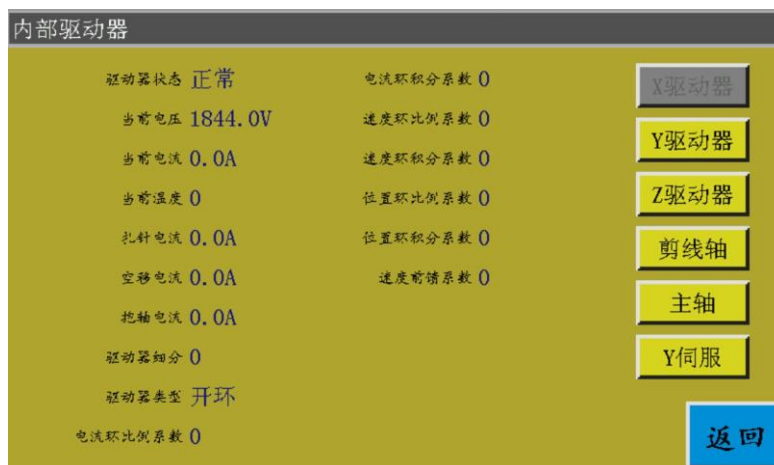 内部驱动器
驱动器状态 正常
当前电压 1844.0V
当前电流 0.0A
当前温度 0
扎针电流 0.0A
空移电流 0.0A
抱轴电流 0.0A
驱动器细分 0
驱动器类型 开环
电流环比例系数 0
电流环积分系数 0
速度环比例系数 0
速度环积分系数 0
位置环比例系数 0
位置环积分系数 0
速度前馈系数 0
X驱动器
Y驱动器
Z驱动器
剪线轴
主轴
Y伺服
返回